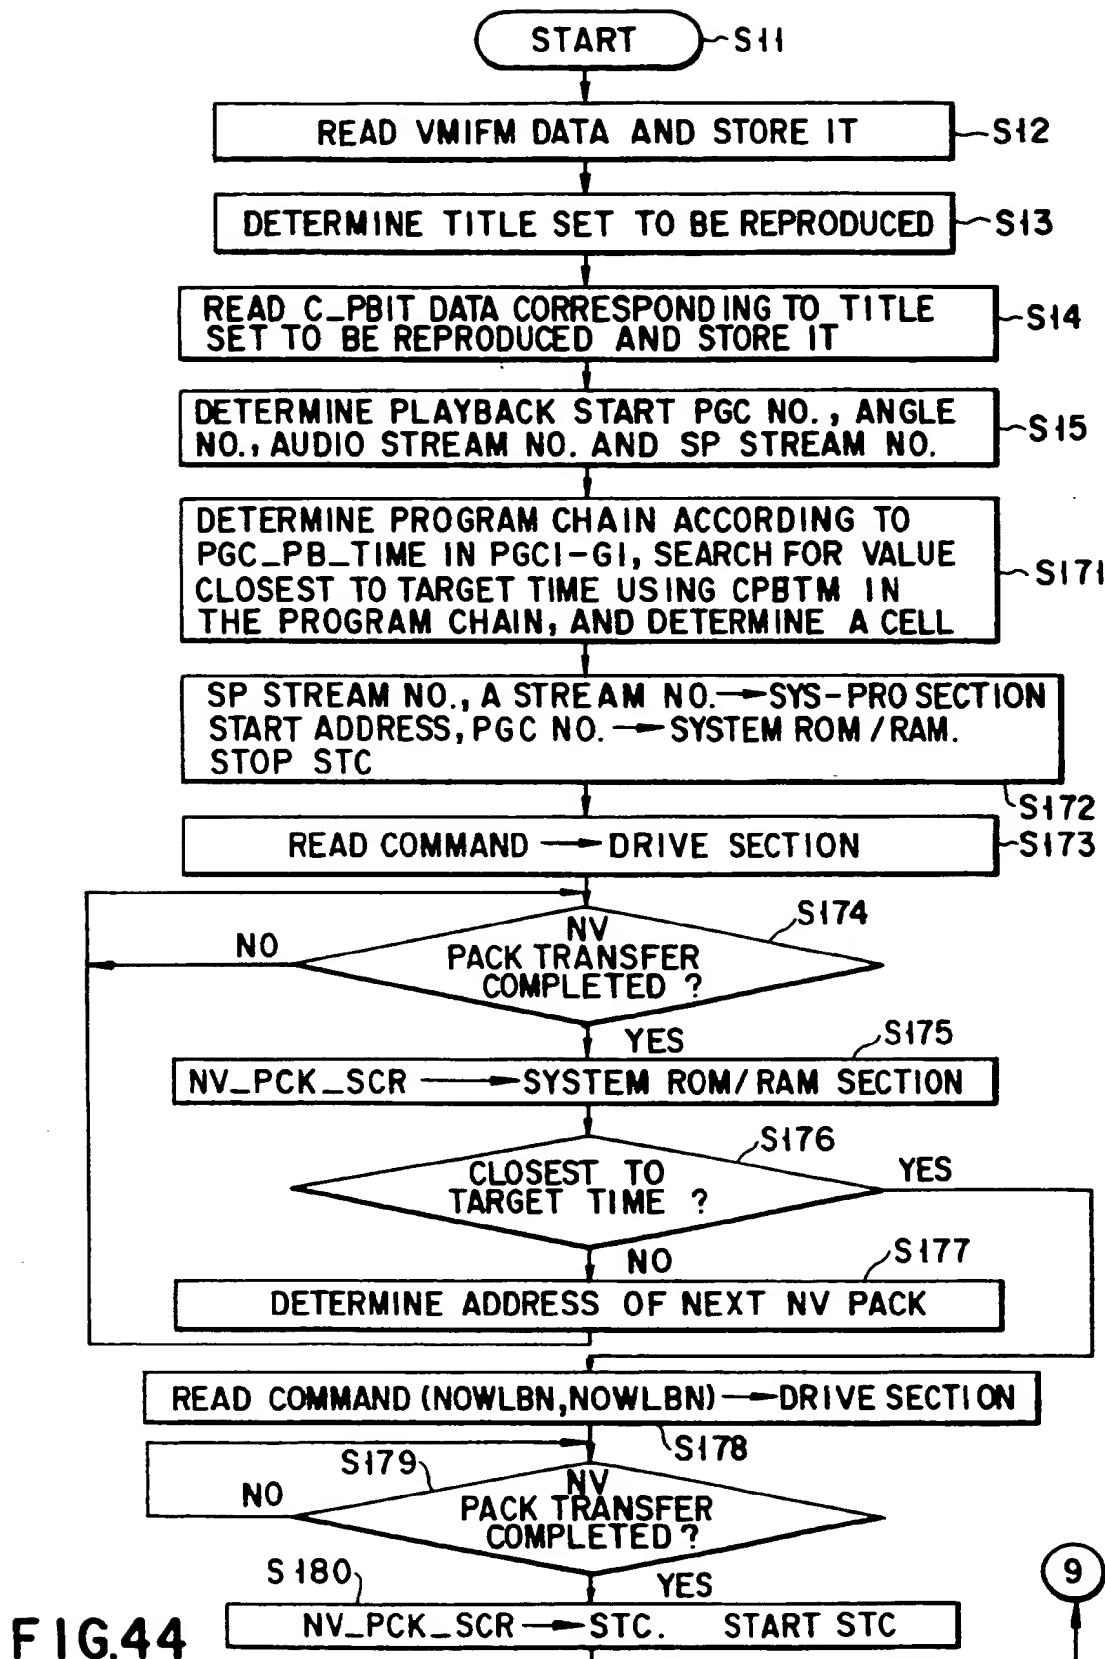 START
S11
READ VMIFM DATA AND STORE IT
S12
DETERMINE TITLE SET TO BE REPRODUCED
S13
READ C_PBIT DATA CORRESPONDING TO TITLE
SET TO BE REPRODUCED AND STORE IT
S14
DETERMINE PLAYBACK START PGC NO., ANGLE
NO., AUDIO STREAM NO. AND SP STREAM NO.
S15
DETERMINE PROGRAM CHAIN ACCORDING TO
PGC_PB_TIME IN PGCI-GI, SEARCH FOR VALUE
CLOSEST TO TARGET TIME USING CPBTM IN
THE PROGRAM CHAIN, AND DETERMINE A CELL
S171
SP STREAM NO., A STREAM NO.→SYS-PRO SECTION
START ADDRESS, PGC NO.→SYSTEM ROM/RAM.
STOP STC
S172
READ COMMAND→DRIVE SECTION
S173
S174
NV
PACK TRANSFER
COMPLETED ?
NO
YES
S175
NV_PCK_SCR→SYSTEM ROM/RAM SECTION
S176
CLOSEST TO
TARGET TIME ?
YES
NO
S177
DETERMINE ADDRESS OF NEXT NV PACK
READ COMMAND (NOWLBN,NOWLBN)→DRIVE SECTION
S178
S179
NV
PACK TRANSFER
COMPLETED ?
NO
YES
S180
NV_PCK_SCR→STC. START STC
9
FIG.44